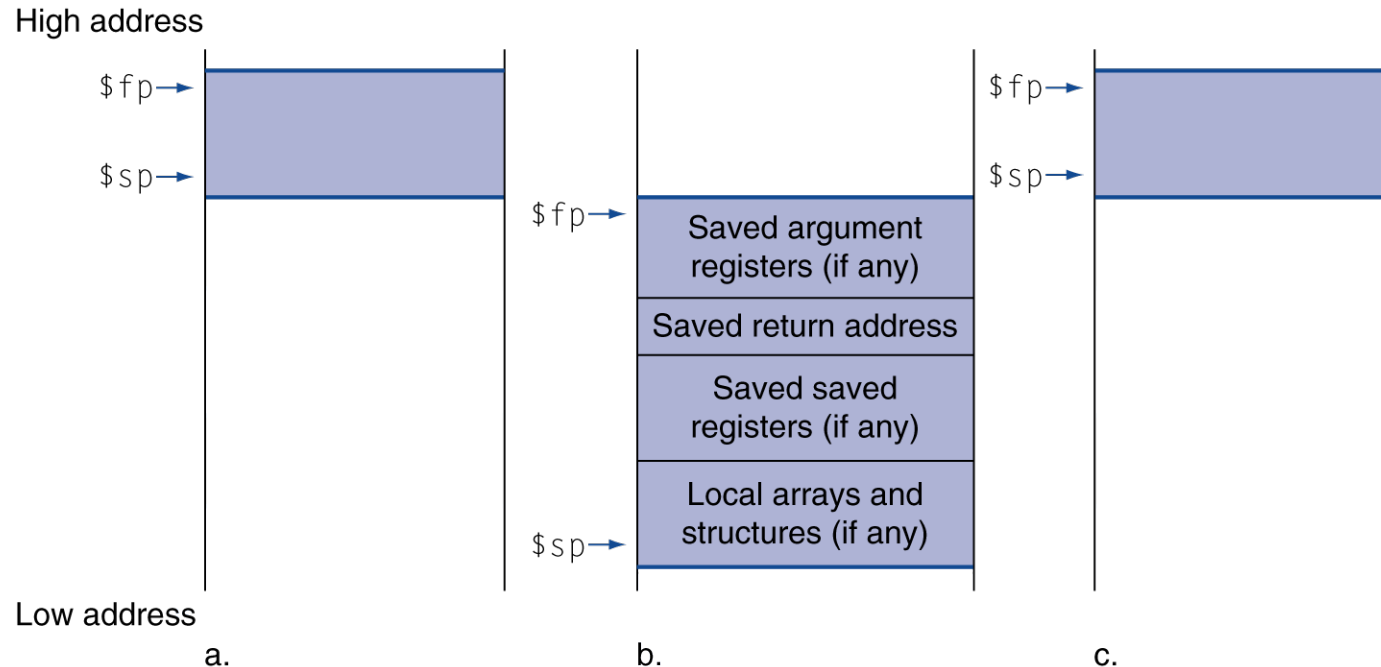 High address
$fp
$sp
$fp
Saved argument
registers (if any)
Saved return address
Saved saved
registers (if any)
Local arrays and
structures (if any)
$sp
$fp
$sp
Low address
a.
b.
c.